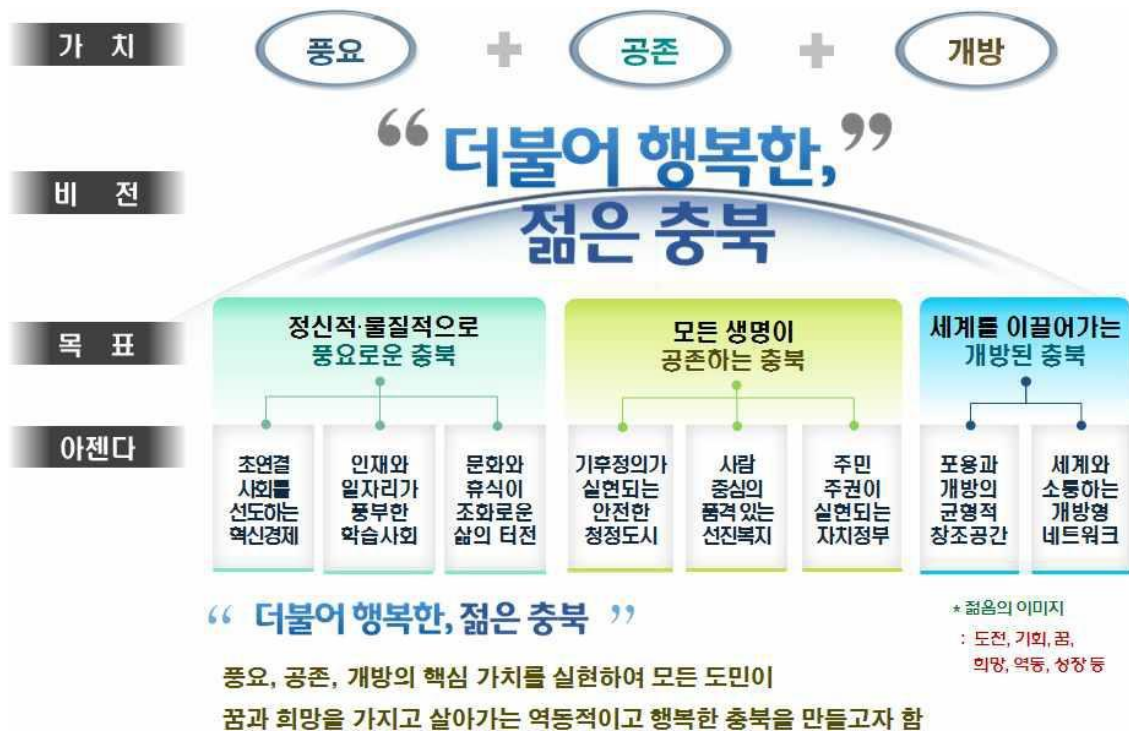 가 치
풍요 + 공존 + 개방
비 전
“더불어 행복한,”
젊은 충북
목 표
정신적·물질적으로
풍요로운 충북
모든 생명이
공존하는 충북
세계를 이끌어가는
개방된 충북
아젠다
초연결
사회를
선도하는
혁신경제
인재와
일자리가
풍부한
학습사회
문화와
휴식이
조화로운
삶의 터전
기후정의가
실현되는
안전한
청정도시
사람
중심의
품격 있는
선진복지
주민
주권이
실현되는
자치정부
포용과
개방의
균형적
창조공간
세계와
소통하는
개방형
네트워크
“ 더불어 행복한, 젊은 충북 ”
* 젊음의 이미지
: 도전, 기회, 꿈,
희망, 역동, 성장 등
풍요, 공존, 개방의 핵심 가치를 실현하여 모든 도민이
꿈과 희망을 가지고 살아가는 역동적이고 행복한 충북을 만들고자 함